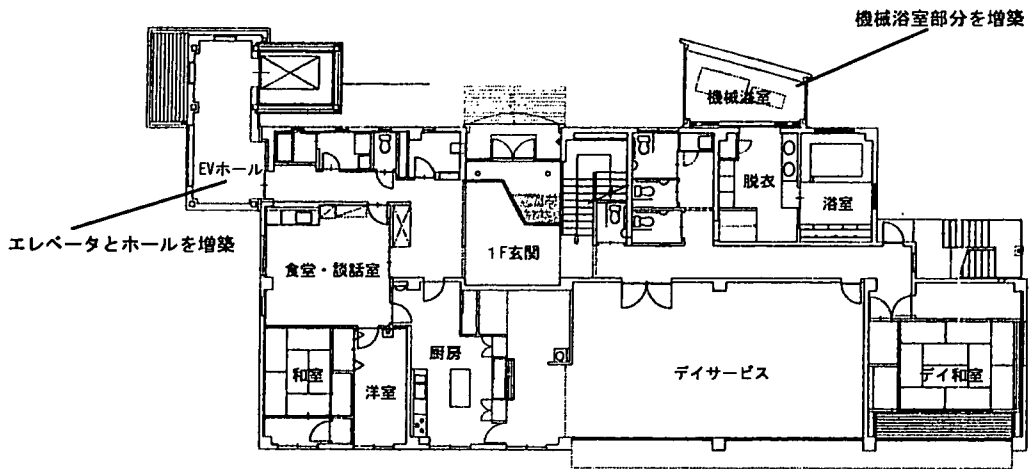 機械浴室部分を増築
機械浴室
EVホール
脱衣
浴室
エレベータとホールを増築
1F玄関
食堂・談話室
厨房
和室
洋室
デイサービス
デイ和室